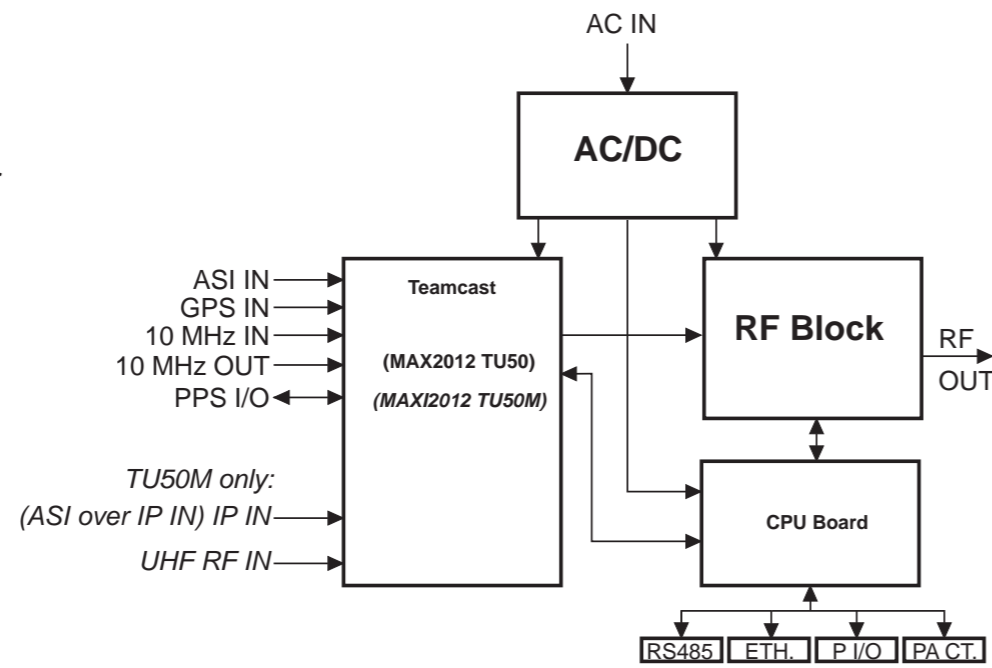 AC IN
AC/DC
ASI IN
GPS IN
10 MHz IN
10 MHz OUT
PPS I/O
TU50M only:
(ASI over IP IN) IP IN
UHF RF IN
Teamcast
(MAX2012 TU50)
(MAXI2012 TU50M)
RF Block
RF
OUT
CPU Board
RS485
ETH.
P I/O
PA CT.